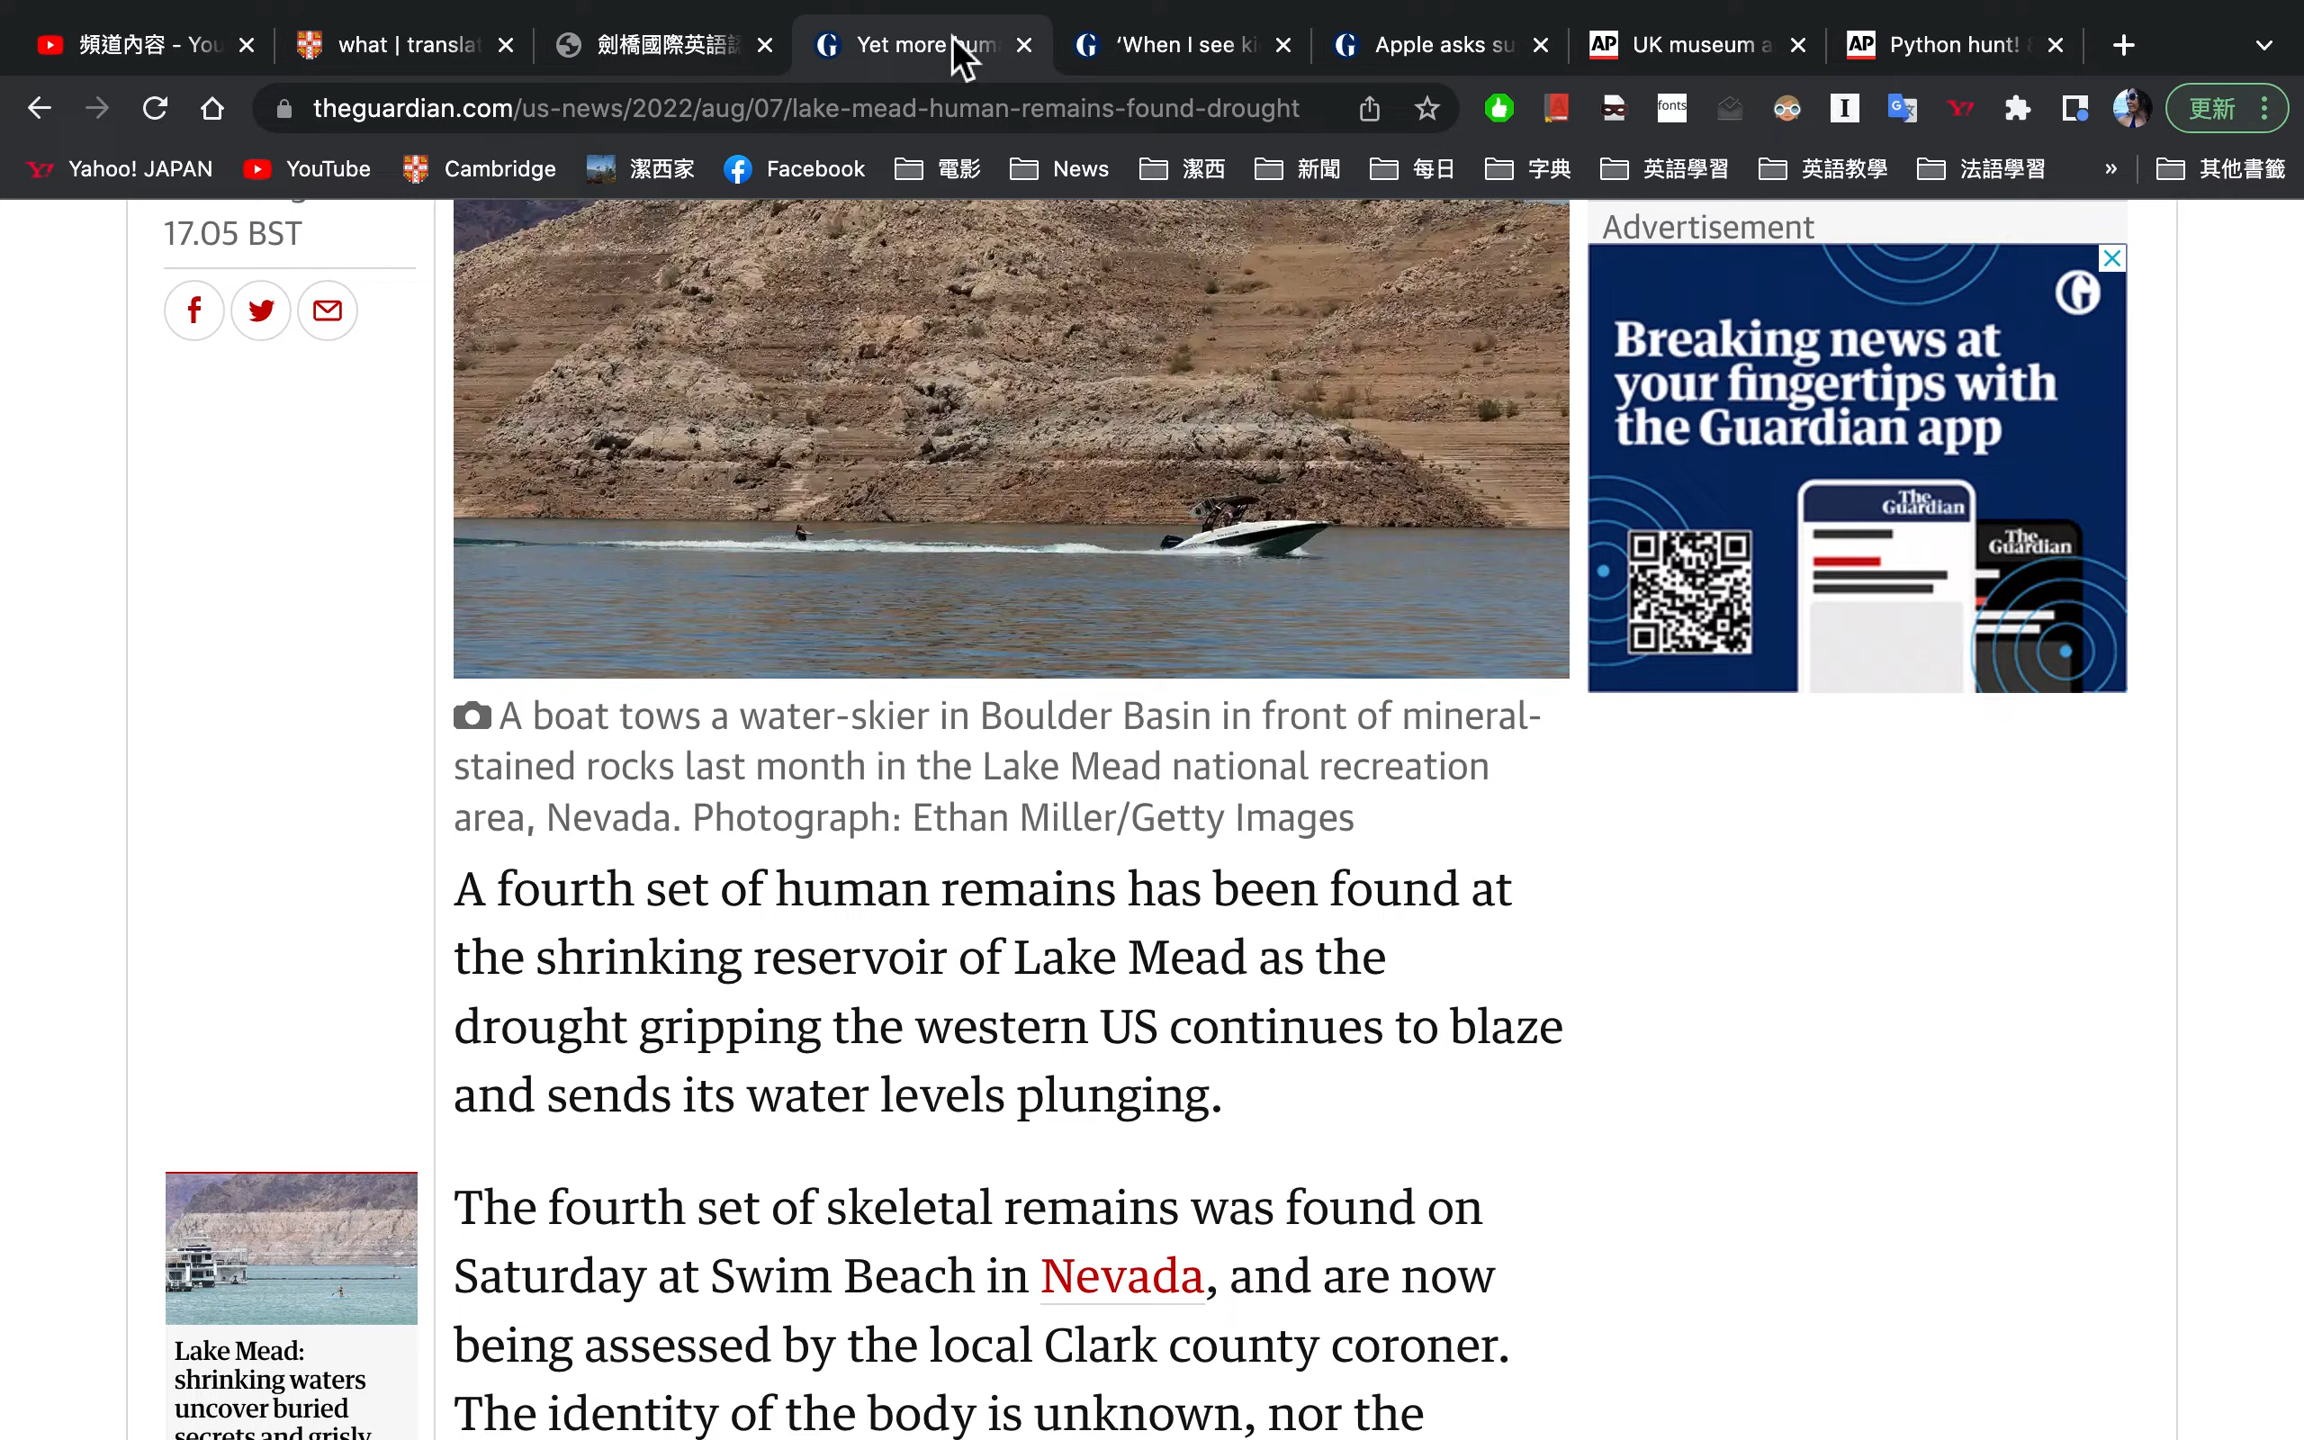 頻道內容 - You
what | translat
劍橋國際英語
Yet more hum
‘When I see ki
Apple asks su
AP
UK museum a
AP
Python hunt! 8
theguardian.com/us-news/2022/aug/07/lake-mead-human-remains-found-drought
fonts
更新
Yahoo! JAPAN
YouTube
Cambridge
潔西家
Facebook
電影
News
潔西
新聞
每日
字典
英語學習
英語教學
法語學習
»
其他書籤
17.05 BST
Advertisement
Breaking news at
your fingertips with
the Guardian app
The
Guardian
The
Guardian
A boat tows a water-skier in Boulder Basin in front of mineral-
stained rocks last month in the Lake Mead national recreation
area, Nevada. Photograph: Ethan Miller/Getty Images
A fourth set of human remains has been found at
the shrinking reservoir of Lake Mead as the
drought gripping the western US continues to blaze
and sends its water levels plunging.
The fourth set of skeletal remains was found on
Saturday at Swim Beach in Nevada, and are now
being assessed by the local Clark county coroner.
The identity of the body is unknown, nor the
Lake Mead:
shrinking waters
uncover buried
secrets and grisly